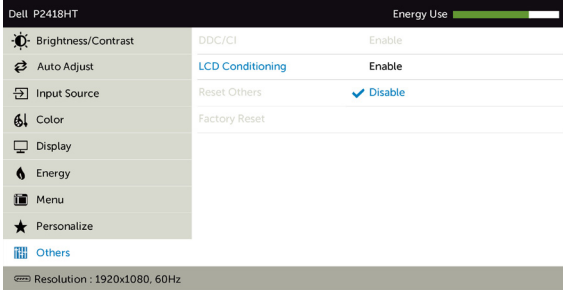 Dell P2418HT Energy Use
Brightness/Contrast DDC/CI Enable
Auto Adjust LCD Conditioning Enable
Input Source Reset Others Disable
Color Factory Reset
Display
Energy
Menu
Personalize
Others
Resolution : 1920x1080, 60Hz